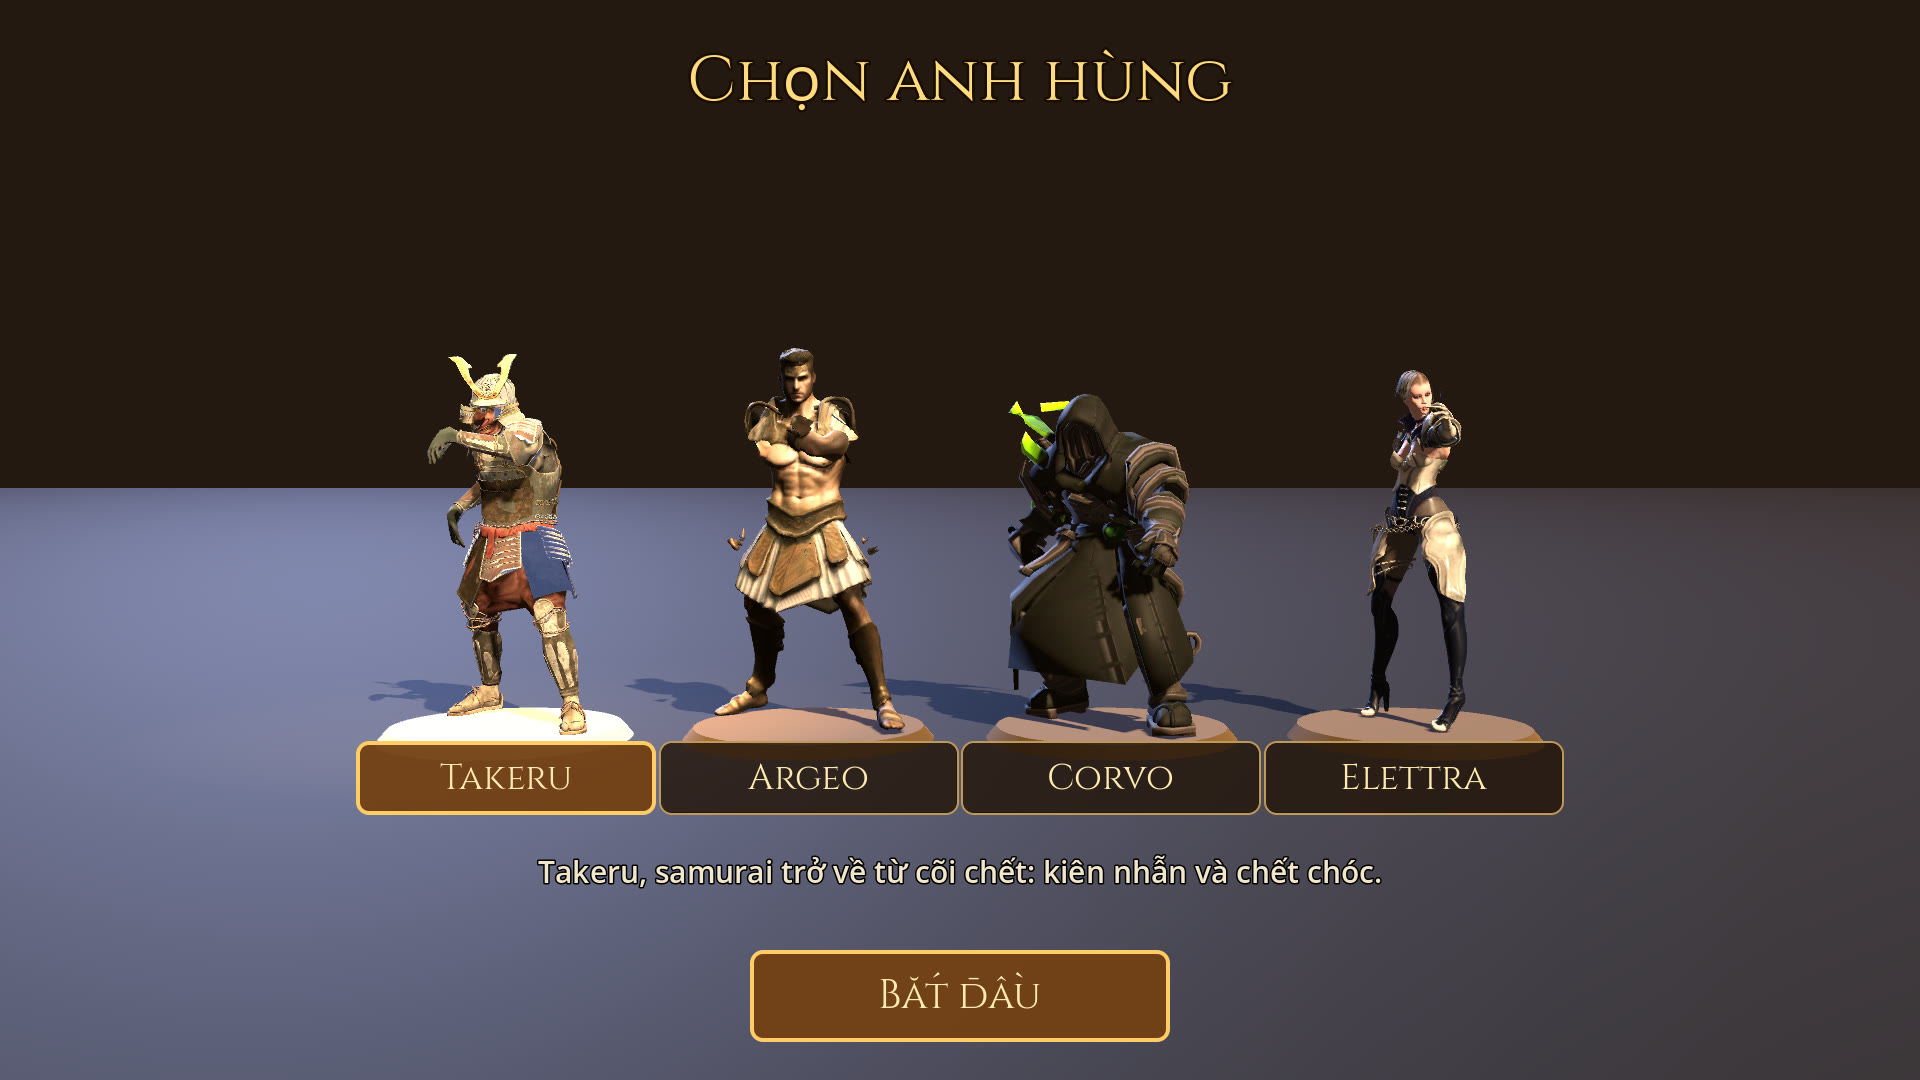 Chọn anh hùng
Takeru
Argeo
Corvo
Elettra
Takeru, samurai trở về từ cõi chết: kiên nhẫn và chết chóc.
Bắt đầu